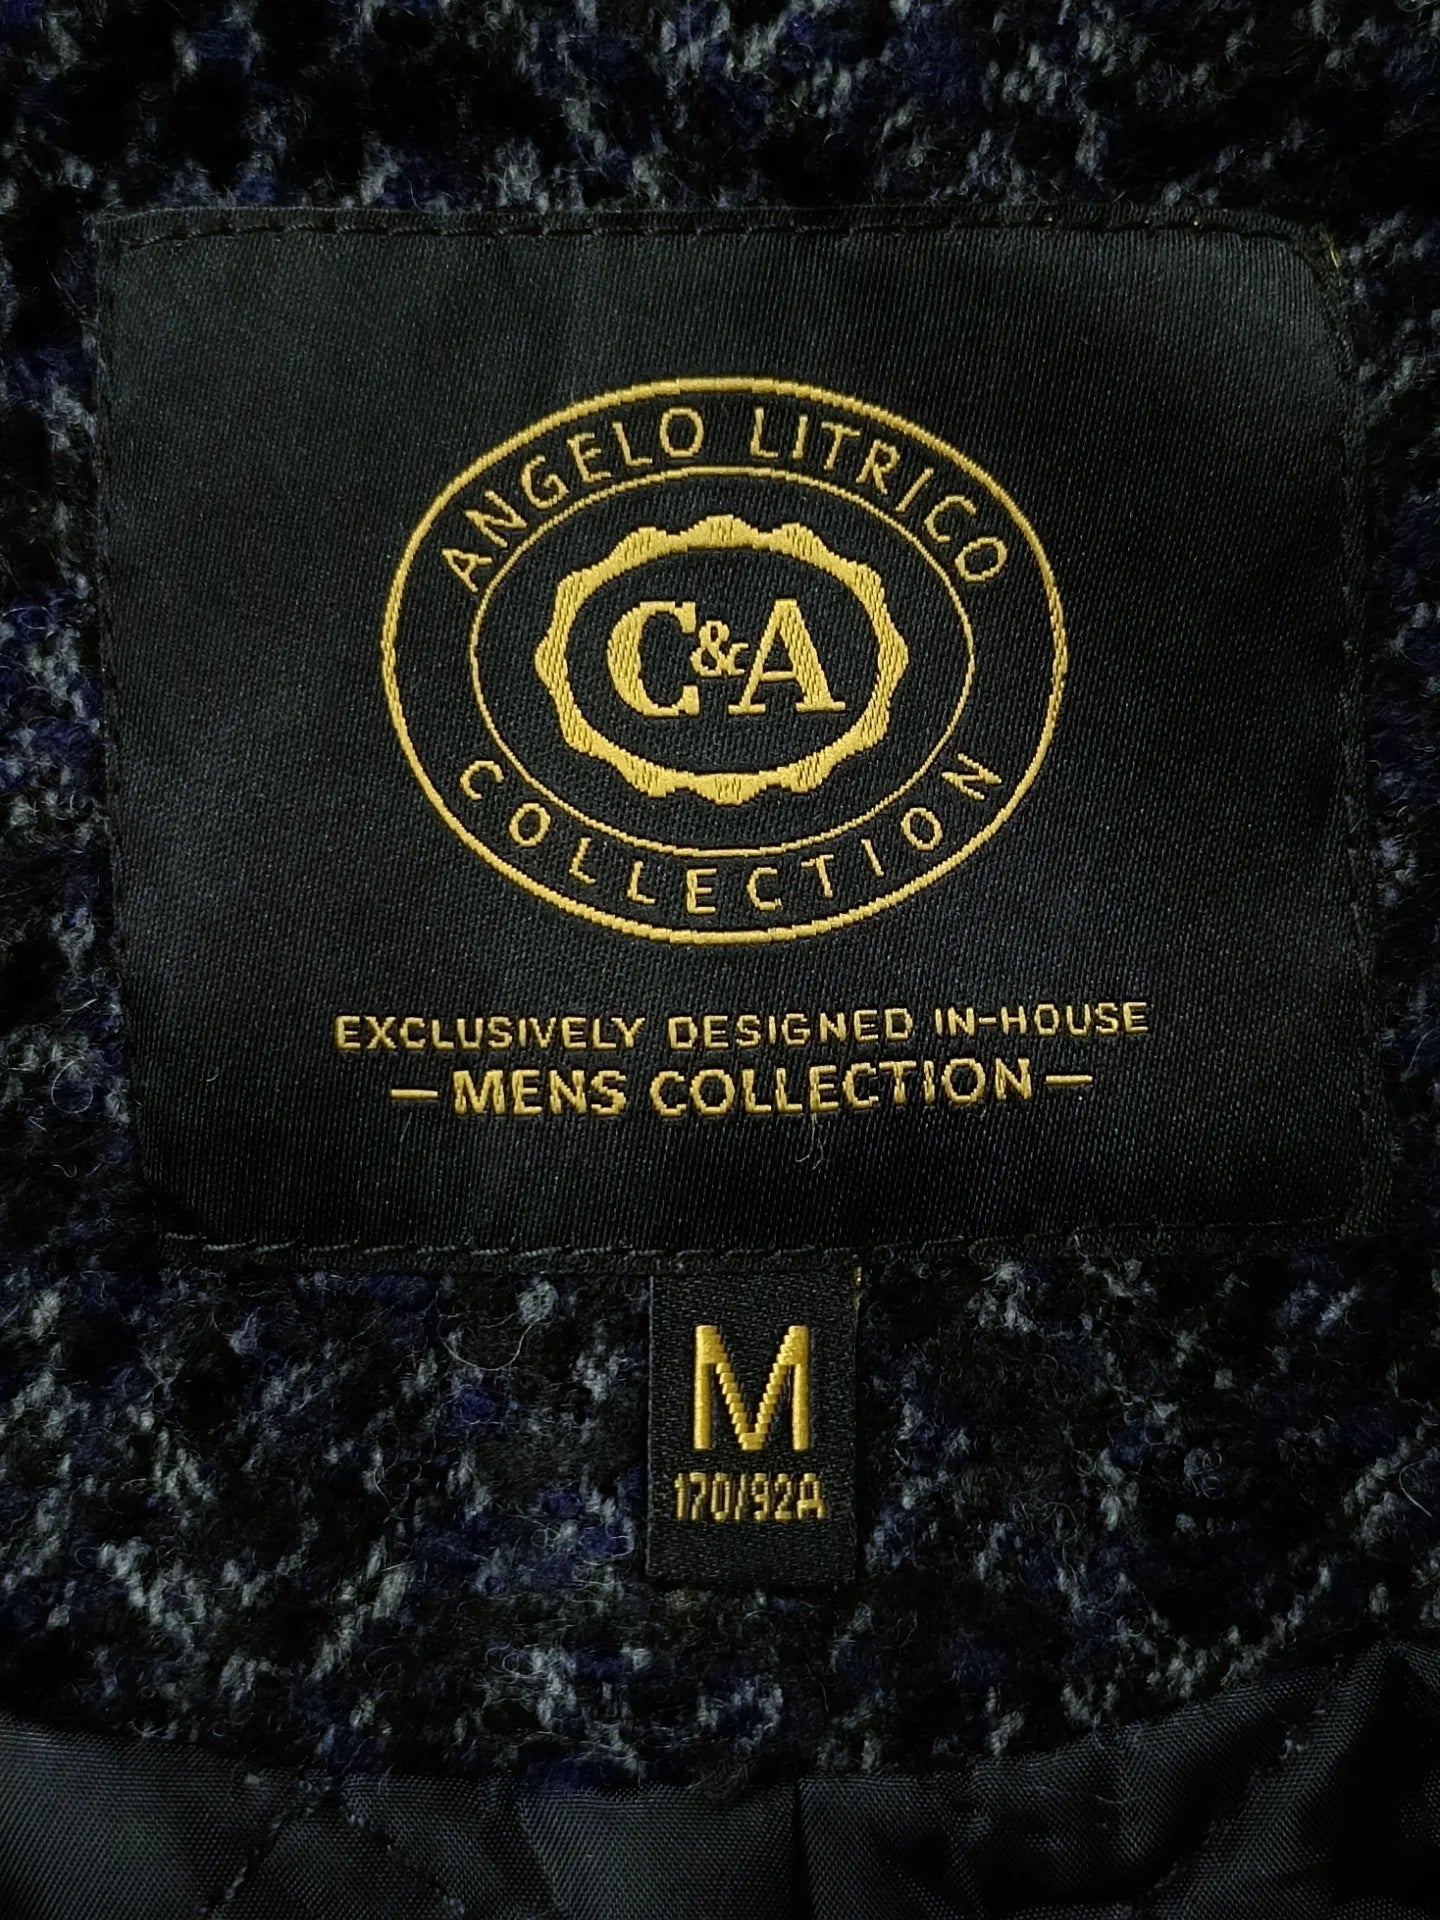 ANGELO LITRICO
C&A
COLLECTION
EXCLUSIVELY DESIGNED IN-HOUSE
— MENS COLLECTION —
M
170/92A